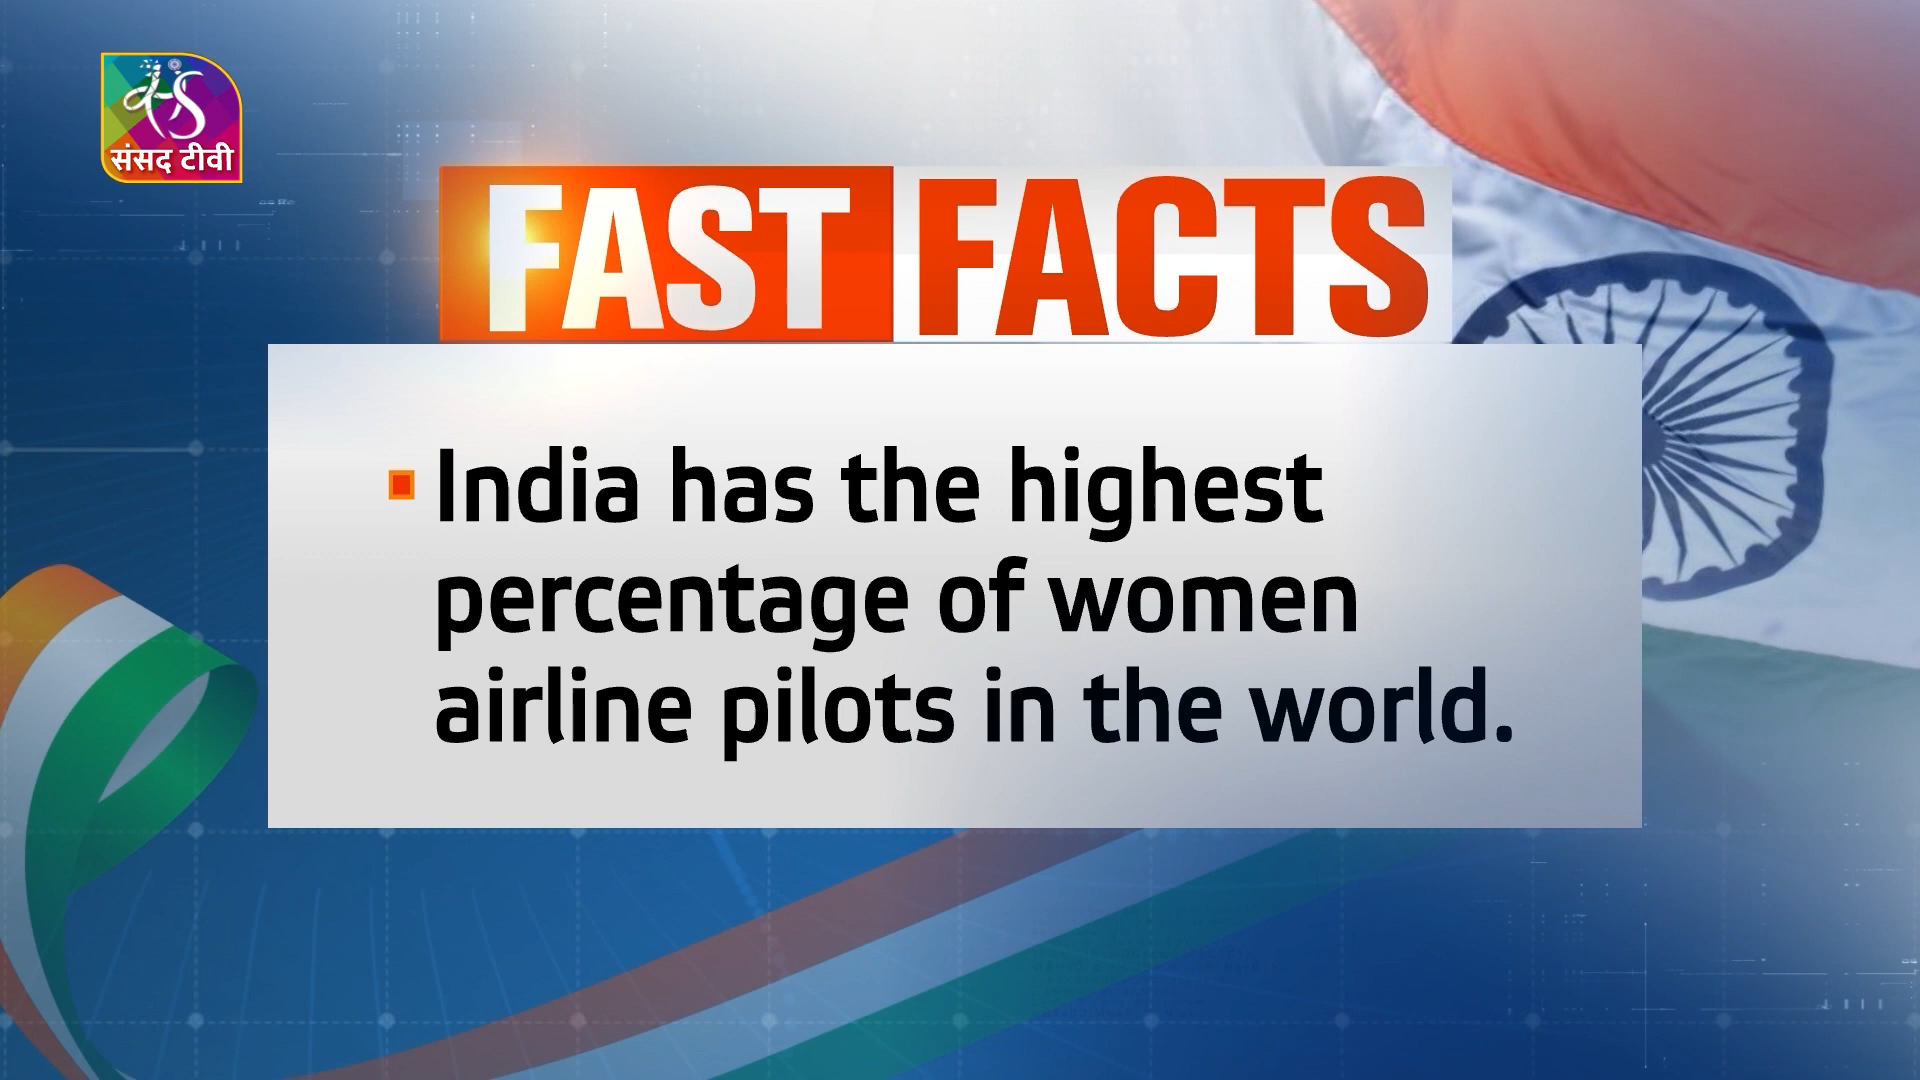 संसद टीवी
FAST FACTS
India has the highest
percentage of women
airline pilots in the world.